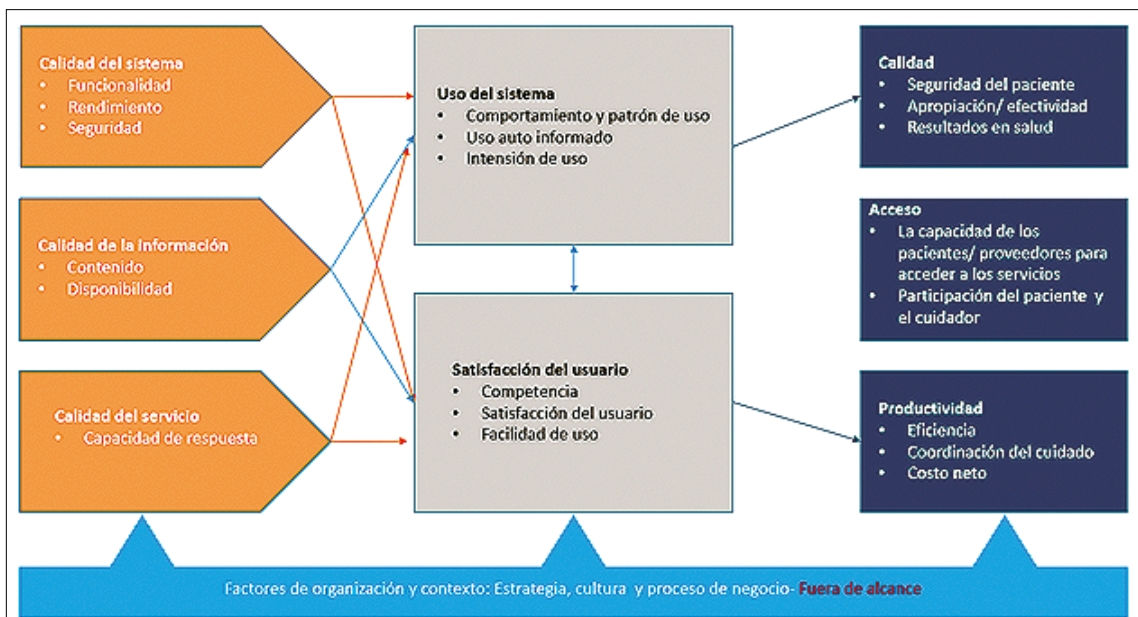 Calidad del sistema
• Funcionalidad
• Rendimiento
• Seguridad
Calidad de la información
• Contenido
• Disponibilidad
Calidad del servicio
• Capacidad de respuesta
Uso del sistema
• Comportamiento y patrón de uso
• Uso auto informado
• Intensión de uso
Satisfacción del usuario
• Competencia
• Satisfacción del usuario
• Facilidad de uso
Calidad
• Seguridad del paciente
• Apropiación/ efectividad
• Resultados en salud
Acceso
• La capacidad de los
pacientes/ proveedores para
acceder a los servicios
• Participación del paciente y
el cuidador
Productividad
• Eficiencia
• Coordinación del cuidado
• Costo neto
Factores de organización y contexto: Estrategia, cultura y proceso de negocio- Fuera de alcance